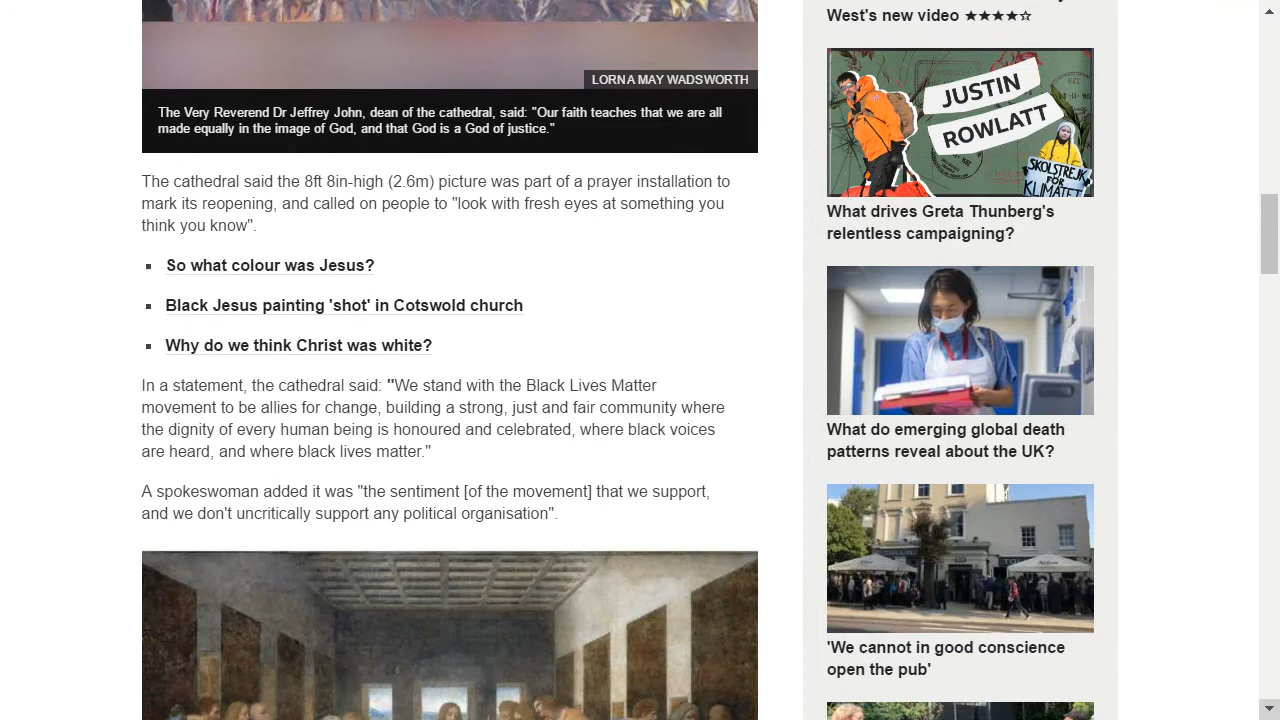 West's new video ★★★★☆
LORNA MAY WADSWORTH
The Very Reverend Dr Jeffrey John, dean of the cathedral, said: "Our faith teaches that we are all
made equally in the image of God, and that God is a God of justice."
The cathedral said the 8ft 8in-high (2.6m) picture was part of a prayer installation to
mark its reopening, and called on people to "look with fresh eyes at something you
think you know".
So what colour was Jesus?
Black Jesus painting 'shot' in Cotswold church
Why do we think Christ was white?
In a statement, the cathedral said: "We stand with the Black Lives Matter
movement to be allies for change, building a strong, just and fair community where
the dignity of every human being is honoured and celebrated, where black voices
are heard, and where black lives matter."
A spokeswoman added it was "the sentiment [of the movement] that we support,
and we don't uncritically support any political organisation".
JUSTIN
ROWLATT
SKOLSTREJK
FÖR
KLIMATET
What drives Greta Thunberg's
relentless campaigning?
What do emerging global death
patterns reveal about the UK?
'We cannot in good conscience
open the pub'